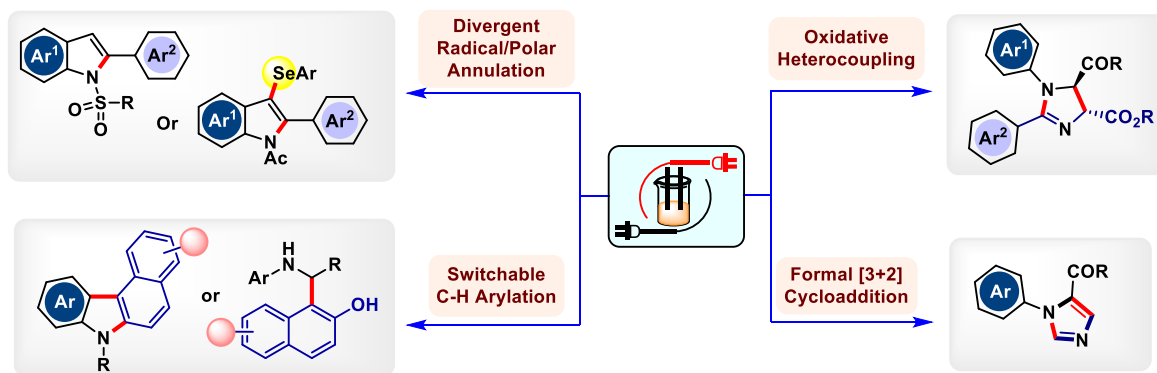 Ar1
Ar2
N
O=S–R
O
Or
SeAr
Ar1
Ar2
N
Ac
Divergent
Radical/Polar
Annulation
Oxidative
Heterocoupling
Ar1
COR
N
Ar2
N
CO2R
Ar
N
R
or
H
N
Ar
R
OH
Switchable
C-H Arylation
Formal [3+2]
Cycloaddition
Ar
COR
N
N